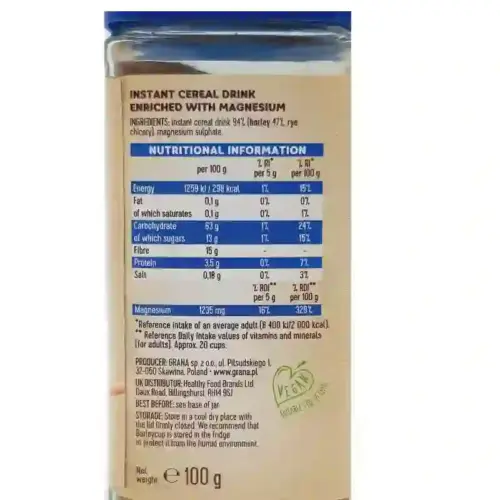 INSTANT CEREAL DRINK
ENRICHED WITH MAGNESIUM
INGREDIENTS: instant cereal drink 94% (barley 47%, rye
chicory), magnesium sulphate.
NUTRITIONAL INFORMATION
per 100 g % RI* per 5 g % RI* per 100 g
Energy 1259 kJ / 298 kcal 1% 15%
Fat 0,1 g 0% 0%
of which saturates 0,1 g 0% 1%
Carbohydrate 63 g 1% 24%
of which sugars 13 g 1% 15%
Fibre 15 g - -
Protein 3,5 g 0% 7%
Salt 0,18 g 0% 3%
% RDI** per 5 g % RDI** per 100 g
Magnesium 1235 mg 16% 329%
*Reference intake of an average adult (8 400 kJ/2 000 kcal).
** Reference Daily Intake values of vitamins and minerals
(for adults). Approx. 20 cups.
PRODUCER: GRANA sp. z o.o., ul. Piłsudskiego 1,
32-050 Skawina, Poland • www.grana.pl
UK DISTRIBUTOR: Healthy Food Brands Ltd
Daux Road, Billingshurst, RH14 9SJ
BEST BEFORE: see base of jar
STORAGE: Store in a cool dry place with
the lid firmly closed. We recommend that
Barleycup is stored in the fridge
to protect it from the humid environment.
VEGAN
Net weight e 100 g